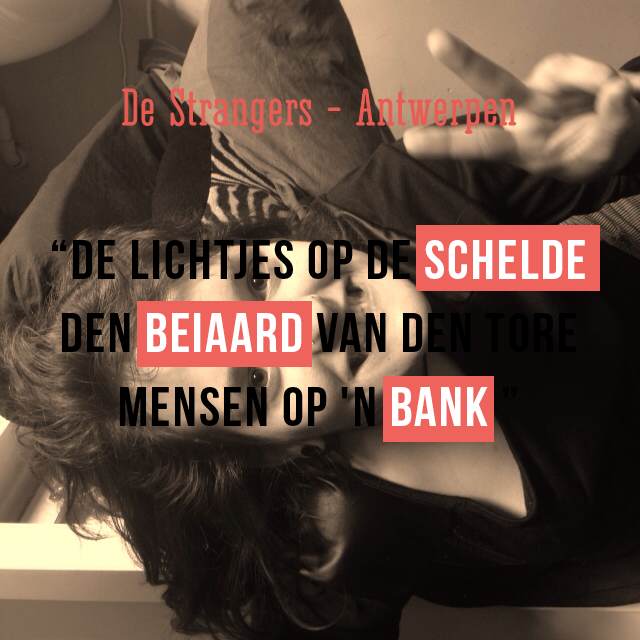 De Strangers - Antwerpen
“DE LICHTJES OP DE SCHELDE
DEN BEIAARD VAN DEN TORE
MENSEN OP 'N BANK ”